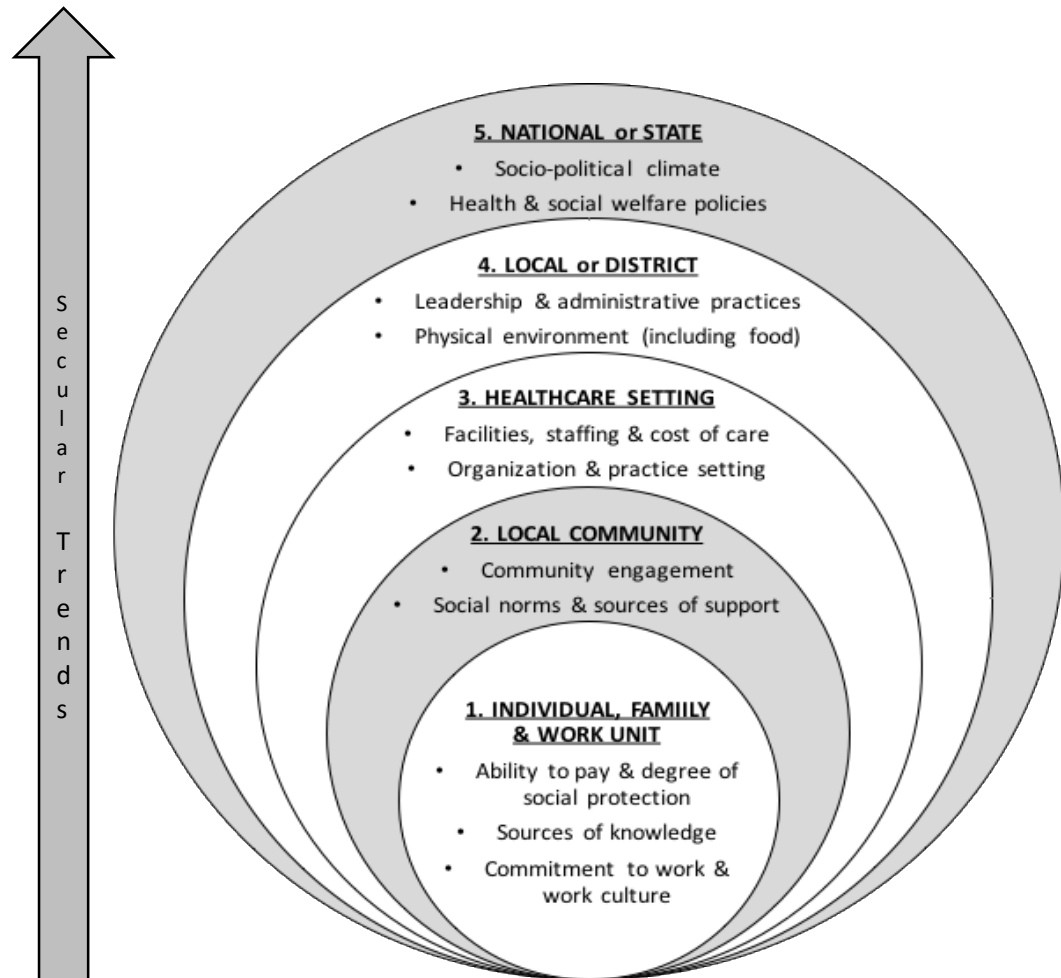 Secular Trends
5. NATIONAL or STATE
• Socio-political climate
• Health & social welfare policies
4. LOCAL or DISTRICT
• Leadership & administrative practices
• Physical environment (including food)
3. HEALTHCARE SETTING
• Facilities, staffing & cost of care
• Organization & practice setting
2. LOCAL COMMUNITY
• Community engagement
• Social norms & sources of support
1. INDIVIDUAL, FAMIILY
& WORK UNIT
• Ability to pay & degree of
social protection
• Sources of knowledge
• Commitment to work &
work culture